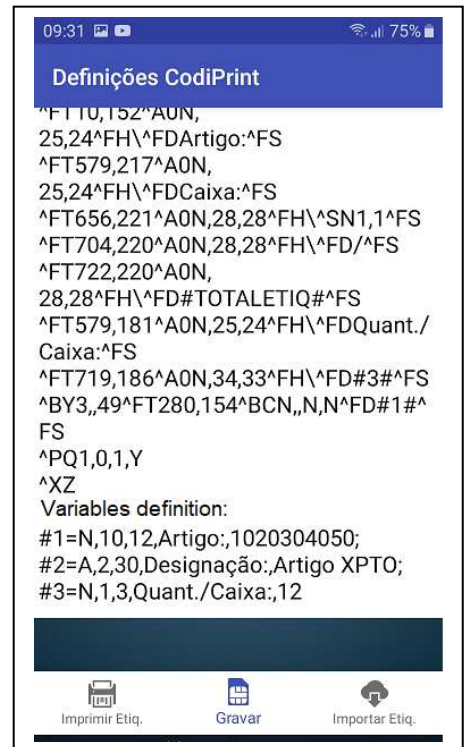 09:31 75%
Definições CodiPrint
^FT10,152^A0N,
25,24^FH\^FDArtigo:^FS
^FT579,217^A0N,
25,24^FH\^FDCaixa:^FS
^FT656,221^A0N,28,28^FH\^SN1,1^FS
^FT704,220^A0N,28,28^FH\^FD/^FS
^FT722,220^A0N,
28,28^FH\^FD#TOTALETIQ#^FS
^FT579,181^A0N,25,24^FH\^FDQuant./
Caixa:^FS
^FT719,186^A0N,34,33^FH\^FD#3#^FS
^BY3,,49^FT280,154^BCN,,N,N^FD#1#^
FS
^PQ1,0,1,Y
^XZ
Variables definition:
#1=N,10,12,Artigo:,1020304050;
#2=A,2,30,Designação:,Artigo XPTO;
#3=N,1,3,Quant./Caixa:,12
Imprimir Etiq. Gravar Importar Etiq.